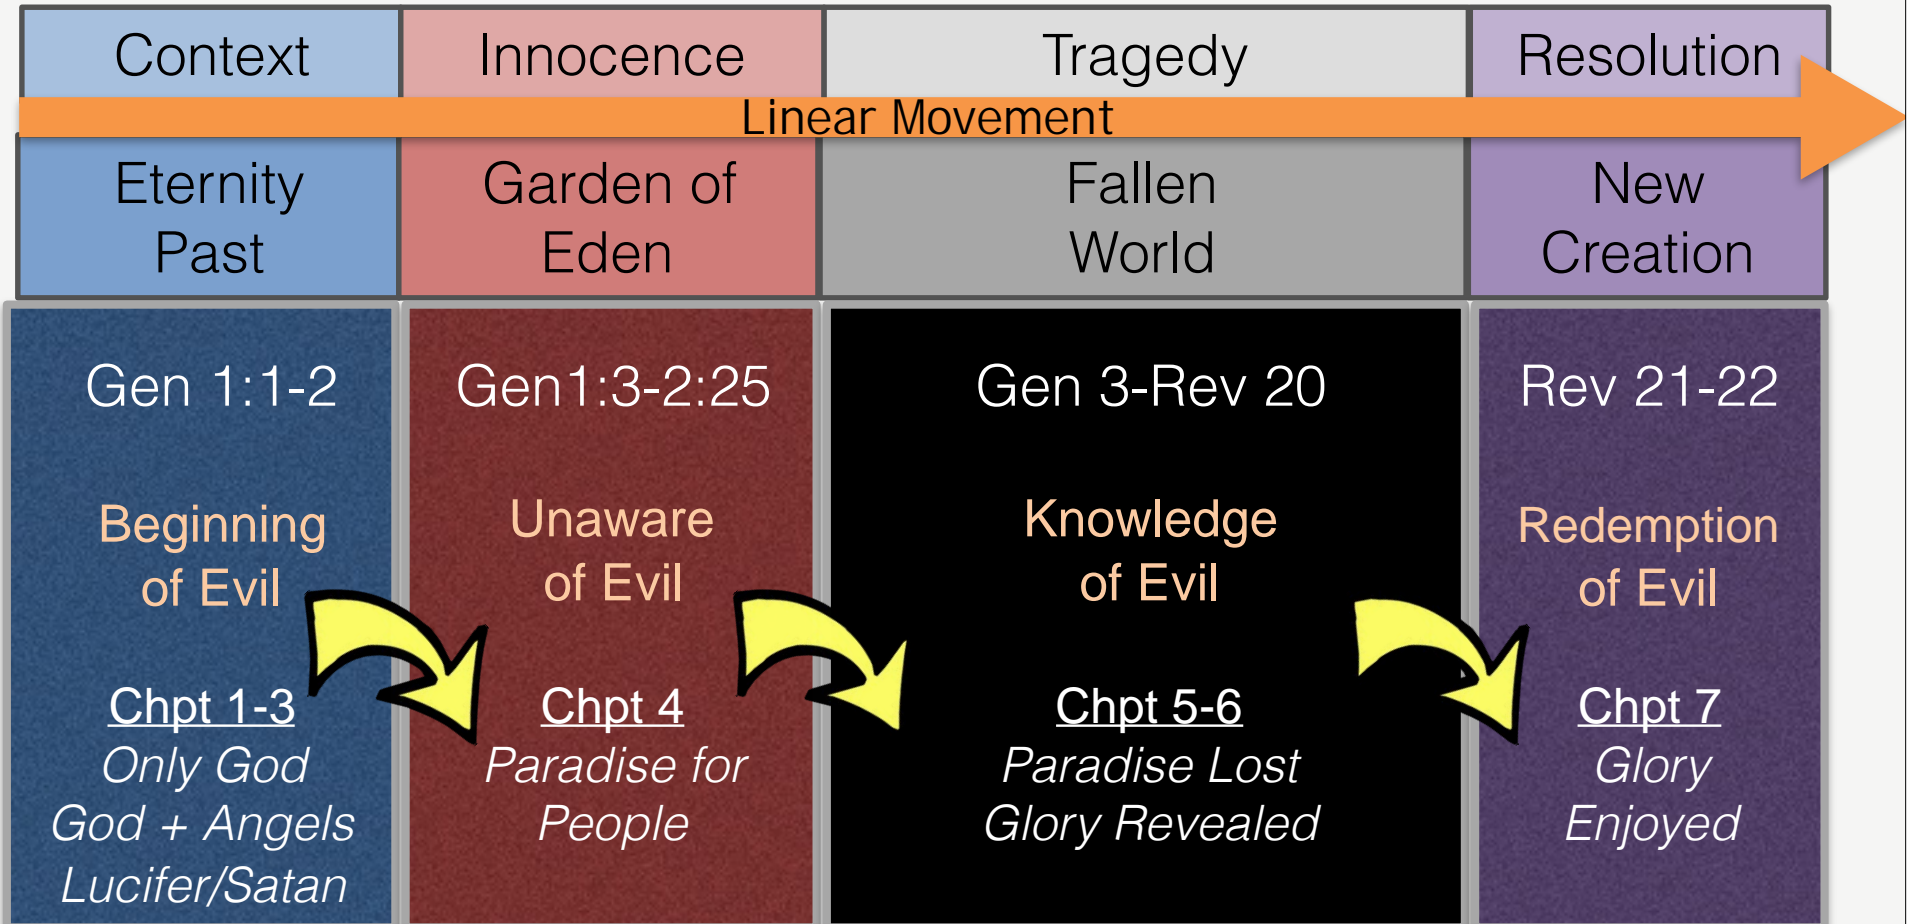 Context
Innocence
Tragedy
Resolution
Linear Movement
Eternity
Past
Garden of
Eden
Fallen
World
New
Creation
Gen 1:1-2
Beginning
of Evil
Chpt 1-3
Only God
God + Angels
Lucifer/Satan
Gen1:3-2:25
Unaware
of Evil
Chpt 4
Paradise for
People
Gen 3-Rev 20
Knowledge
of Evil
Chpt 5-6
Paradise Lost
Glory Revealed
Rev 21-22
Redemption
of Evil
Chpt 7
Glory
Enjoyed